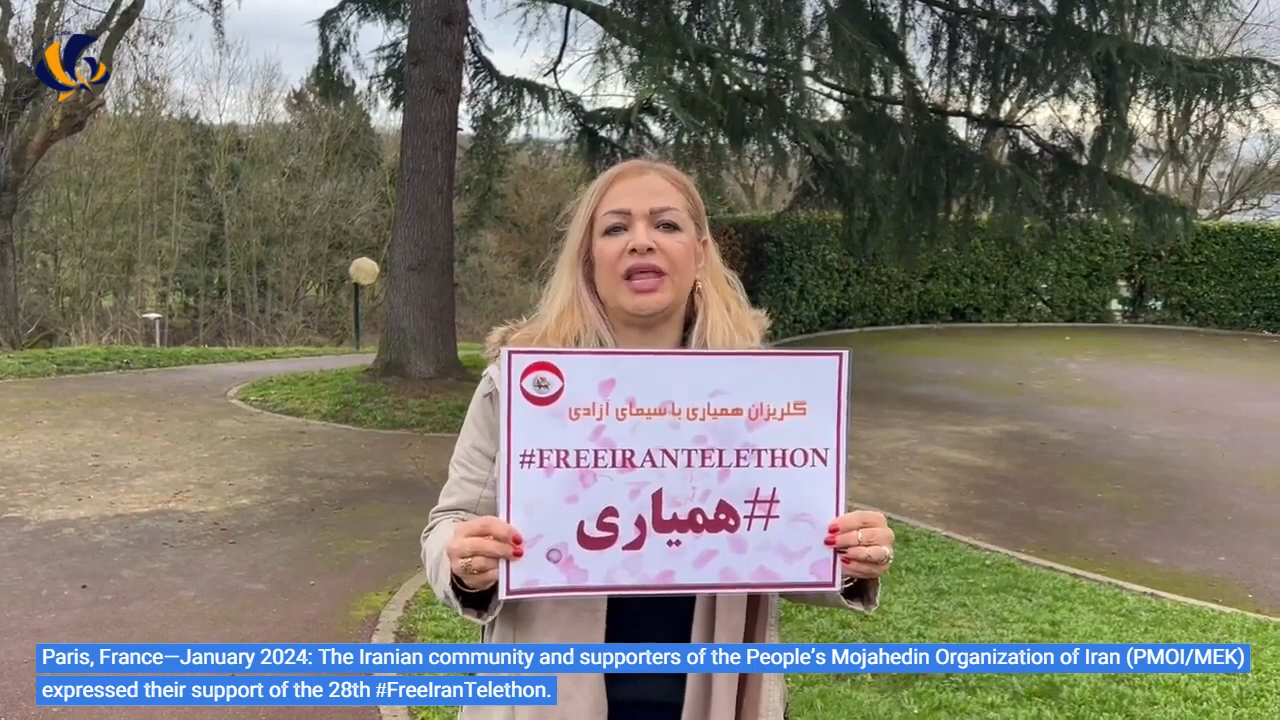 گلریزان همیاری با سیمای آزادی
#FREEIRANTELETHON
#همیاری
Paris, France—January 2024: The Iranian community and supporters of the People’s Mojahedin Organization of Iran (PMOI/MEK)
expressed their support of the 28th #FreeIranTelethon.